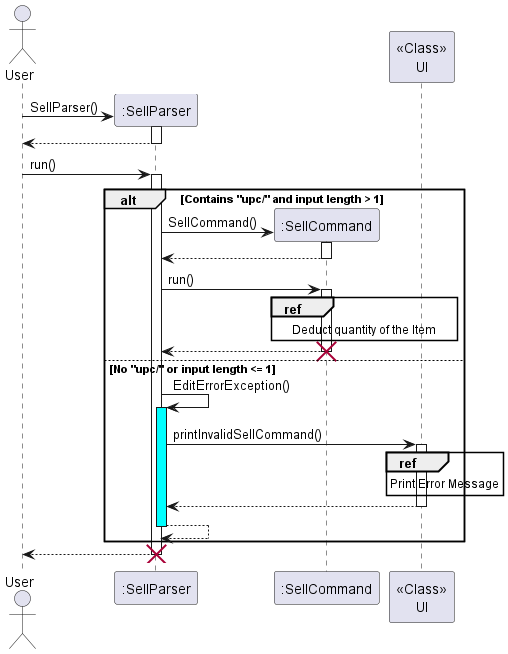 «Class»
UI
User
:SellParser
SellParser()
run()
alt
[Contains "upc/" and input length > 1]
SellCommand()
:SellCommand
run()
ref
Deduct quantity of the Item
[No "upc/" or input length <= 1]
EditErrorException()
printInvalidSellCommand()
ref
Print Error Message
User
:SellParser
:SellCommand
«Class»
UI